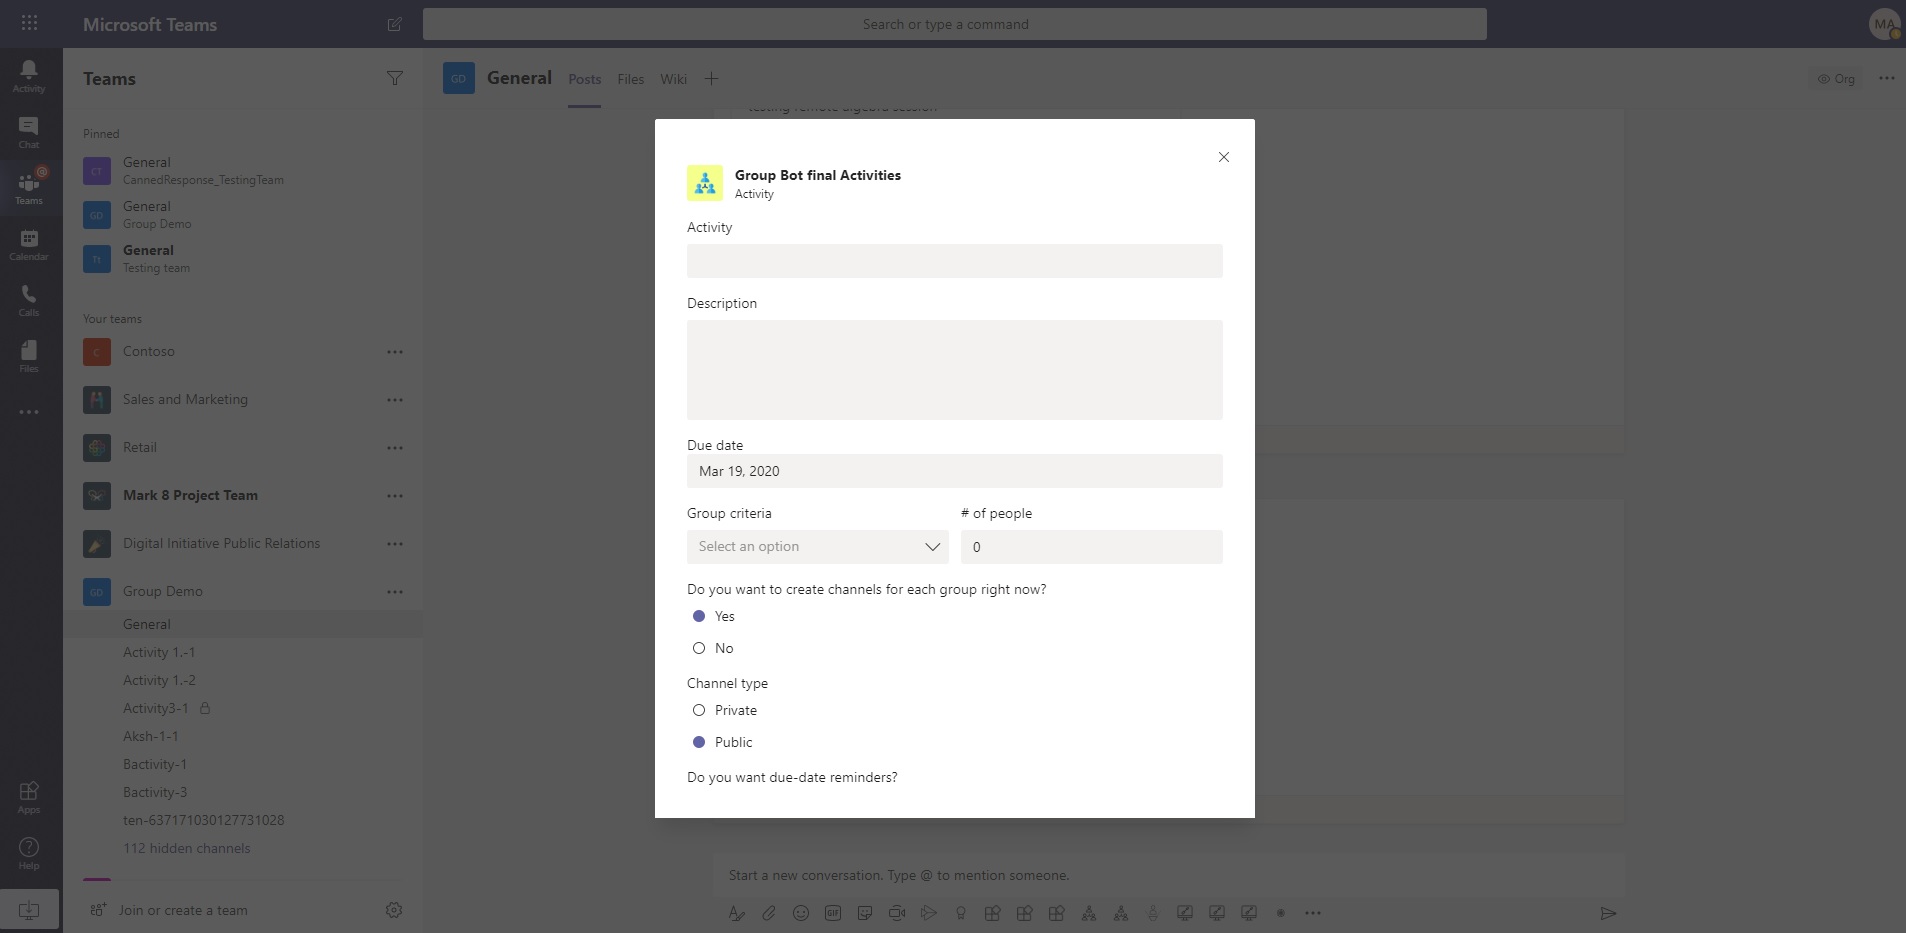 Microsoft Teams
Search or type a command
MA
Activity
Chat
Teams
Calendar
Calls
Files
Apps
Help
Teams
Pinned
CT
General
CannedResponse_TestingTeam
GD
General
Group Demo
Tt
General
Testing team
Your teams
C
Contoso
Sales and Marketing
Retail
Mark 8 Project Team
Digital Initiative Public Relations
GD
Group Demo
General
Activity 1.-1
Activity 1.-2
Activity3-1
Aksh-1-1
Bactivity-1
Bactivity-3
ten-637171030127731028
112 hidden channels
Join or create a team
GD
General
Posts
Files
Wiki
Org
testing remote algebra session
Group Bot final Activities
Activity
Activity
Description
Due date
Mar 19, 2020
Group criteria
# of people
Select an option
0
Do you want to create channels for each group right now?
Yes
No
Channel type
Private
Public
Do you want due-date reminders?
Start a new conversation. Type @ to mention someone.
GIF